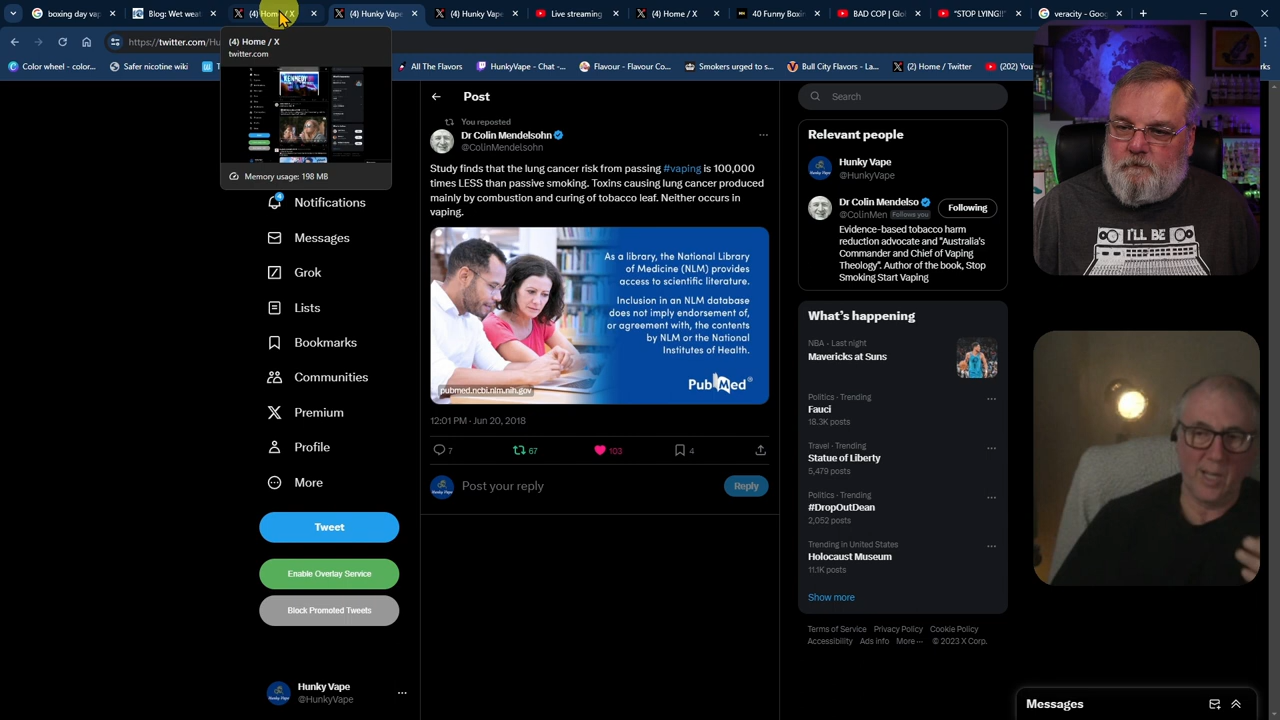 boxing day vap
Blog: Wet weat
(4) Home / X
(4) Hunky Vape
(4) Hunky Vape
Live streaming
(4) Home / X
40 Funny Boxin
BAD COP | Glo
"STOP LYING!!"
veracity - Goog
https://twitter.com/Hu
(4) Home / X
twitter.com
Memory usage: 198 MB
Color wheel - color...
Safer nicotine wiki
All The Flavors
HunkyVape - Chat -...
Flavour - Flavour Co...
Smokers urged to s...
Bull City Flavors - La...
(2) Home / Twitter
(202) You
rks
Notifications
Messages
Grok
Lists
Bookmarks
Communities
Premium
Profile
More
Tweet
Enable Overlay Service
Block Promoted Tweets
Hunky Vape
@HunkyVape
Post
You reposted
Dr Colin Mendelsohn
@ColinMendelsohn
Study finds that the lung cancer risk from passing #vaping is 100,000
times LESS than passive smoking. Toxins causing lung cancer produced
mainly by combustion and curing of tobacco leaf. Neither occurs in
vaping.
As a library, the National Library
of Medicine (NLM) provides
access to scientific literature.
Inclusion in an NLM database
does not imply endorsement of,
or agreement with, the contents
by NLM or the National
Institutes of Health.
PubMed®
pubmed.ncbi.nlm.nih.gov
12:01 PM · Jun 20, 2018
7
67
103
4
Post your reply
Reply
Search
Relevant people
Hunky Vape
@HunkyVape
Dr Colin Mendelso
@ColinMen Follows you
Following
Evidence-based tobacco harm
reduction advocate and "Australia's
Commander and Chief of Vaping
Theology". Author of the book, Stop
Smoking Start Vaping
What's happening
NBA · Last night
Mavericks at Suns
Politics · Trending
Fauci
18.3K posts
Travel · Trending
Statue of Liberty
5,479 posts
Politics · Trending
#DropOutDean
2,052 posts
Trending in United States
Holocaust Museum
11.1K posts
Show more
Terms of Service Privacy Policy Cookie Policy
Accessibility Ads info More ··· © 2023 X Corp.
Messages
I'LL BE